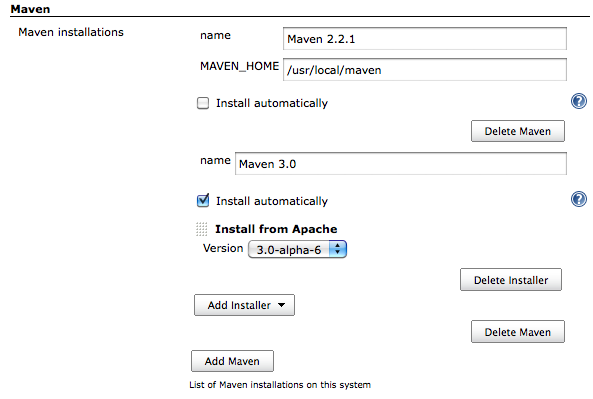 Maven
Maven installations
name Maven 2.2.1
MAVEN_HOME /usr/local/maven
Install automatically
Delete Maven
name Maven 3.0
Install automatically
Install from Apache
Version 3.0-alpha-6
Delete Installer
Add Installer
Delete Maven
Add Maven
List of Maven installations on this system